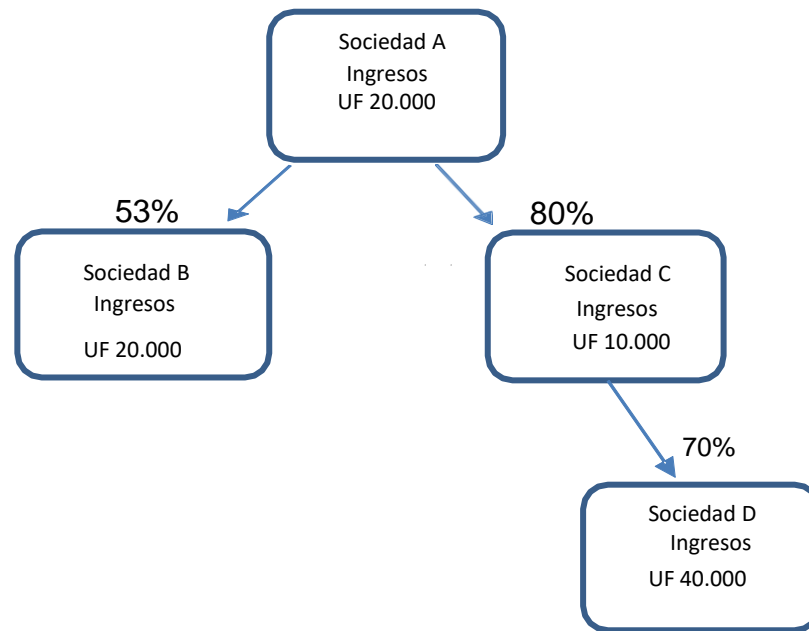 Sociedad A
Ingresos
UF 20.000
53%
80%
Sociedad B
Ingresos
UF 20.000
Sociedad C
Ingresos
UF 10.000
70%
Sociedad D
Ingresos
UF 40.000